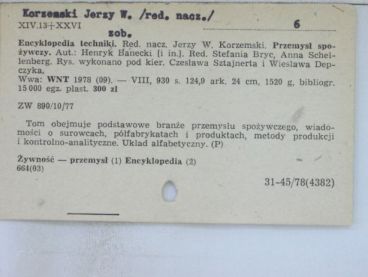 Korzemski Jerzy W. /red. nacz./
XIV.13+XXVI 6
zob.
Encyklopedia techniki. Red. nacz. Jerzy W. Korzemski. Przemysł spo-
żywczy. Aut.: Henryk Hanecki [i in.]. Red. Stefania Bryc, Anna Schei-
lenberg. Rys. wykonano pod kier. Czesława Sztajnerta i Wiesława Dep-
czyka.
Wwa: WNT 1978 (09). — VIII, 930 s. 124,9 ark. 24 cm, 1520 g, bibliogr.
15 000 egz. plast. 300 zl
ZW 899/10/77
Tom obejmuje podstawowe branże przemysłu spożywczego, wiado-
mości o surowcach, półfabrykatach i produktach, metody produkcji
i kontrolno-analityczne. Układ alfabetyczny. (P)
Żywność — przemysł (1) Encyklopedia (2)
664(03)
31-45/78(4382)